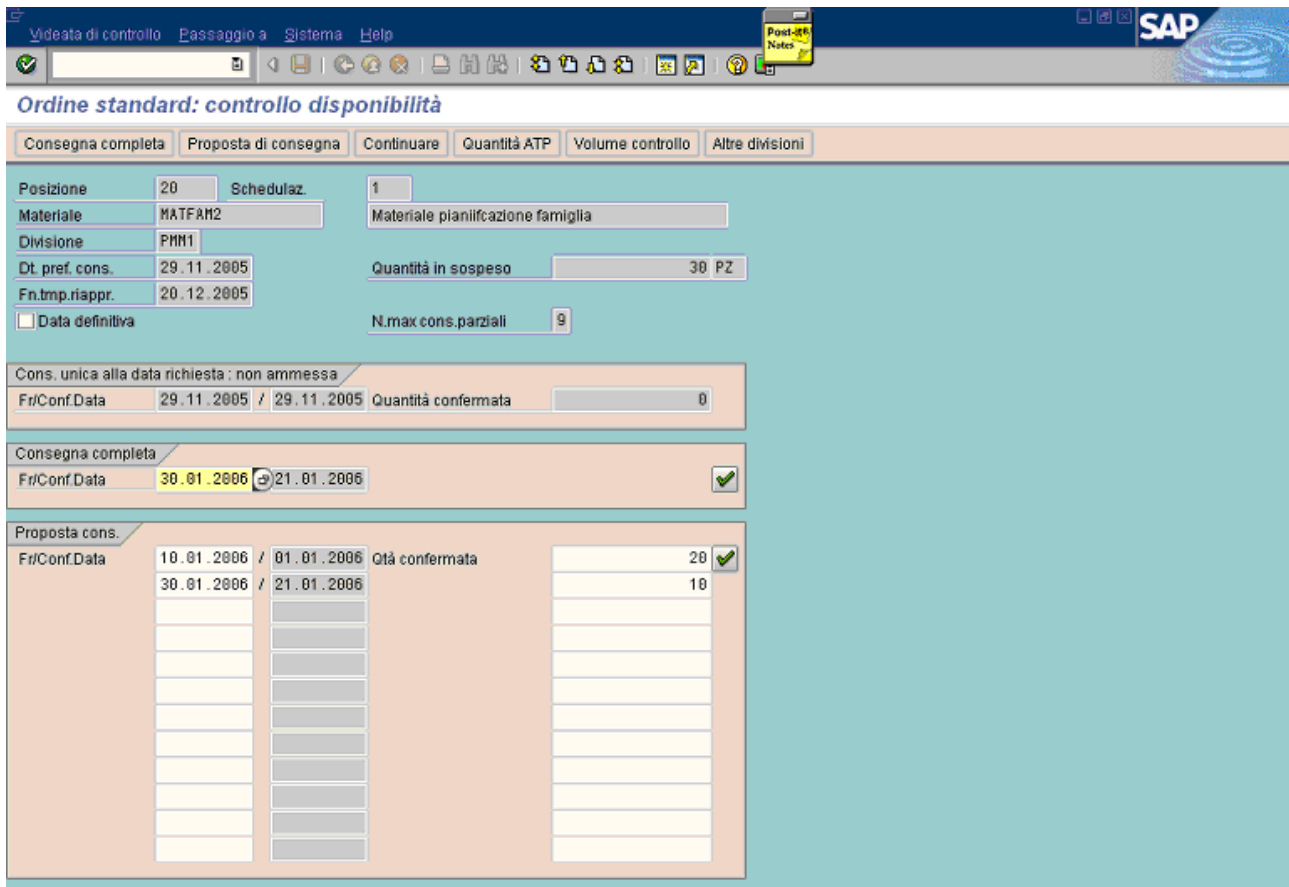 Videata di controllo Passaggio a Sistema Help
Post-it® Notes
SAP
Ordine standard: controllo disponibilità
Consegna completa Proposta di consegna Continuare Quantità ATP Volume controllo Altre divisioni
Posizione 20 Schedulaz. 1
Materiale MATFAM2 Materiale pianiifcazione famiglia
Divisione PMM1
Dt. pref. cons. 29.11.2005 Quantità in sospeso 30 PZ
Fn.tmp.riappr. 20.12.2005
Data definitiva N.max cons.parziali 9
Cons. unica alla data richiesta : non ammessa
Fr/Conf.Data 29.11.2005 / 29.11.2005 Quantità confermata 0
Consegna completa
Fr/Conf.Data 30.01.2006 21.01.2006
Proposta cons.
Fr/Conf.Data 10.01.2006 / 01.01.2006 Qtà confermata 20
30.01.2006 / 21.01.2006 10